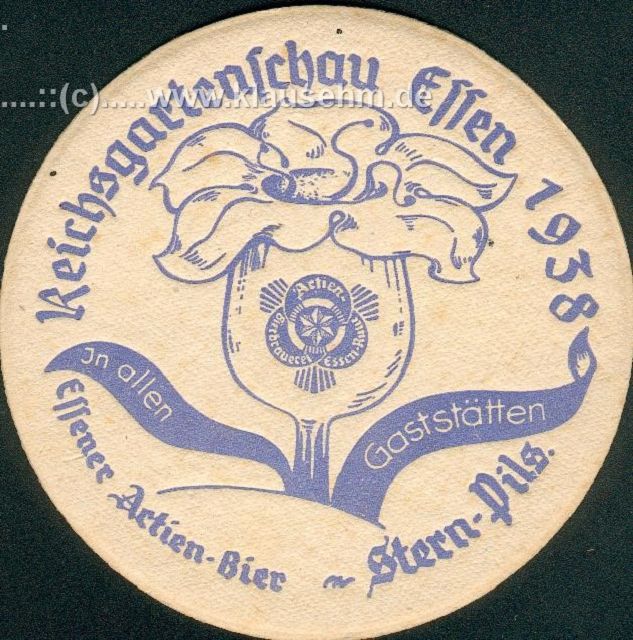 .....::(c).....www.klausehm.de
Reichsgartenschau Essen 1938
Actien-
Bierbrauerei Essen-Ruhr
In allen
Gaststätten
Essener Actien-Bier ~ Stern-Pils.